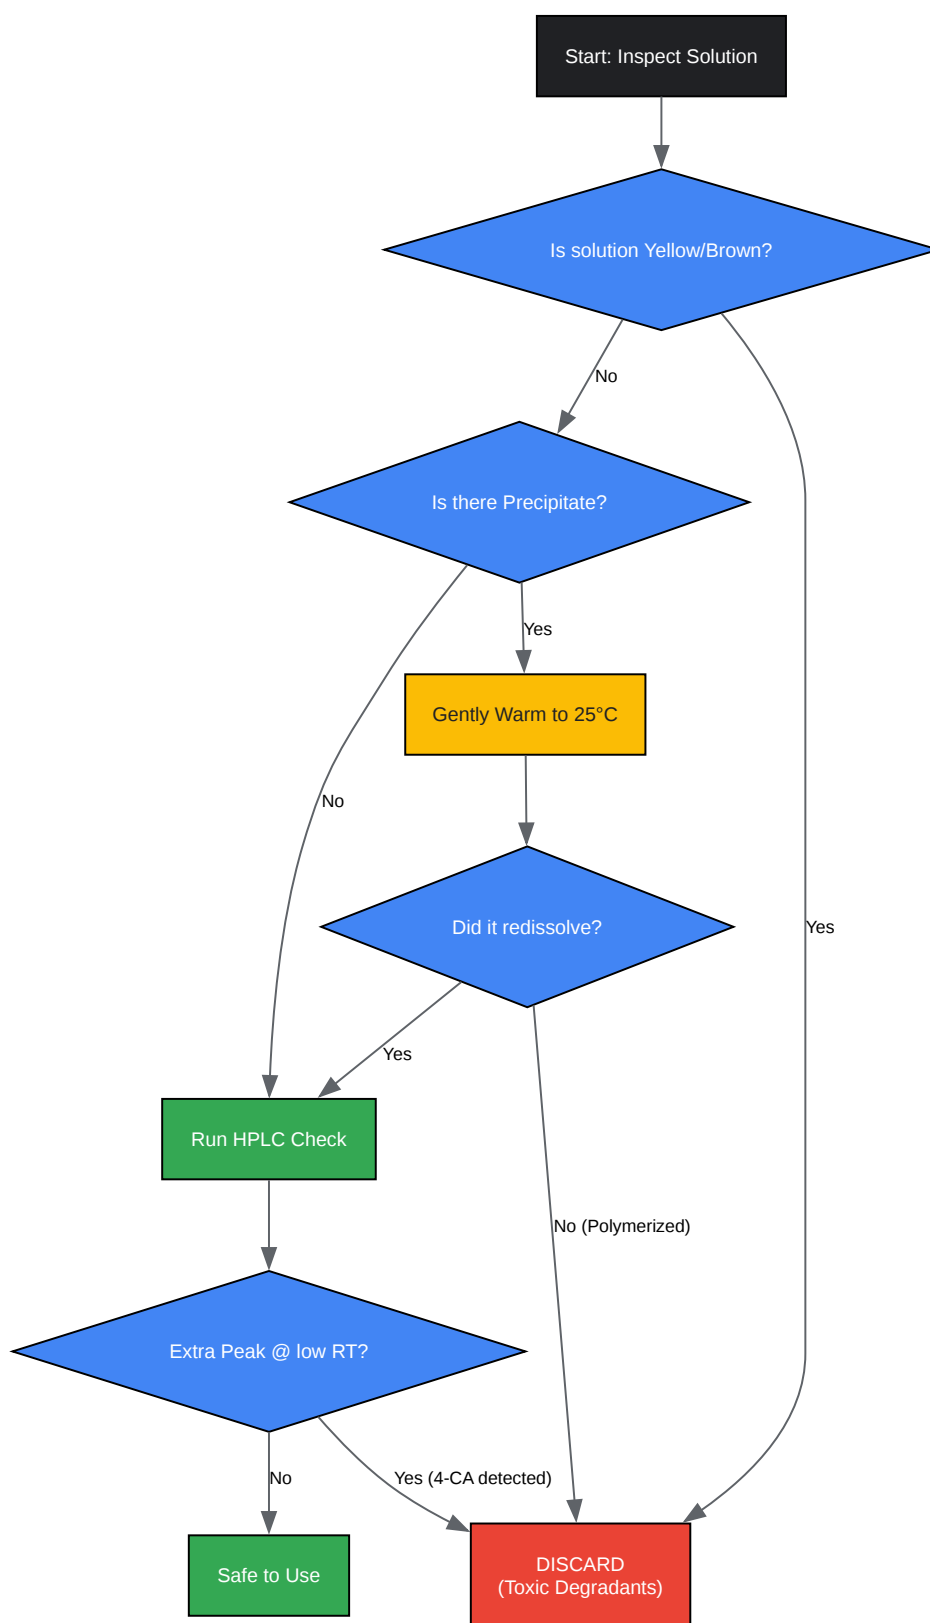 Start: Inspect Solution
Is solution Yellow/Brown?
No
Is there Precipitate?
Yes
Gently Warm to 25°C
No
Did it redissolve?
Yes
Yes
Run HPLC Check
No (Polymerized)
Extra Peak @ low RT?
No
Yes (4-CA detected)
Safe to Use
DISCARD
(Toxic Degradants)